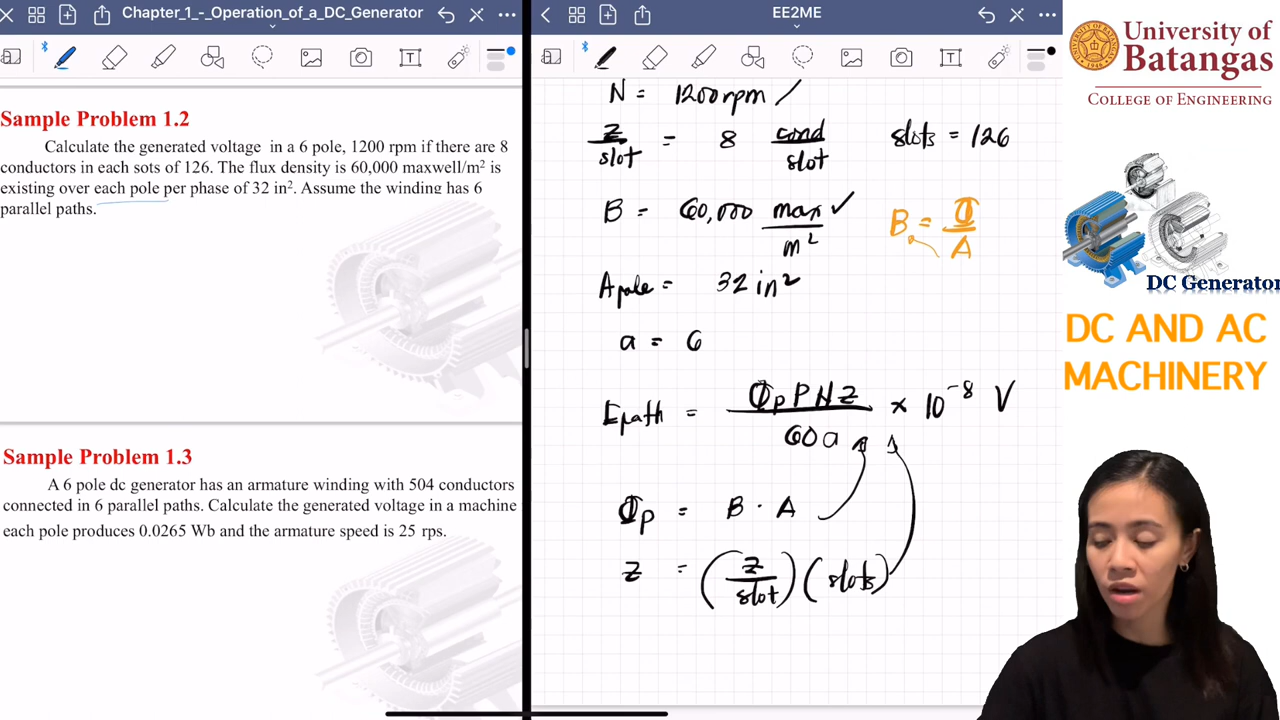 Chapter_1_-_Operation_of_a_DC_Generator
Sample Problem 1.2
Calculate the generated voltage in a 6 pole, 1200 rpm if there are 8
conductors in each sots of 126. The flux density is 60,000 maxwell/m² is
existing over each pole per phase of 32 in². Assume the winding has 6
parallel paths.
Sample Problem 1.3
A 6 pole dc generator has an armature winding with 504 conductors
connected in 6 parallel paths. Calculate the generated voltage in a machine
each pole produces 0.0265 Wb and the armature speed is 25 rps.
EE2ME
N = 1200rpm /
z/slot = 8 cond/slot slots = 126
B = 60,000 max/m² ✓ B = Φ/A
Apole = 32 in²
a = 6
Epath = ΦpPNZ/60a × 10⁻⁸ V
Φp = B · A
z = (z/slot)(slots)
University of
Batangas
COLLEGE OF ENGINEERING
DC Generator
DC AND AC
MACHINERY